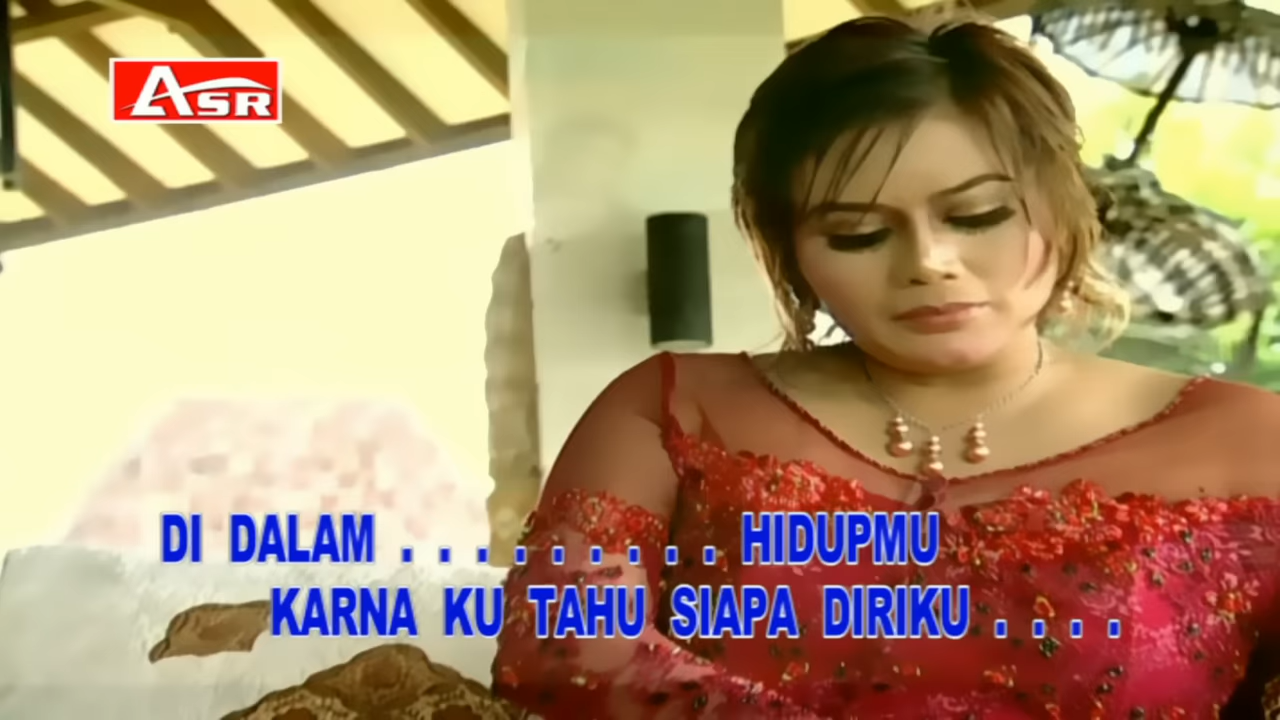 ASR
DI DALAM . . . . . . . . . HIDUPMU
KARNA KU TAHU SIAPA DIRIKU . . . .